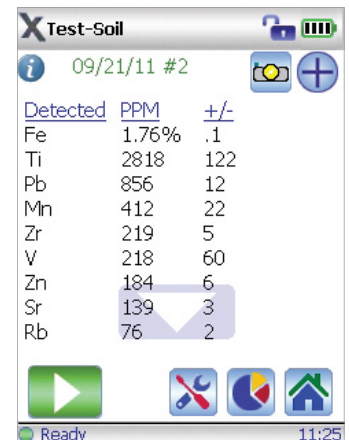 X Test-Soil
09/21/11 #2
Detected PPM +/-
Fe 1.76% .1
Ti 2818 122
Pb 856 12
Mn 412 22
Zr 219 5
V 218 60
Zn 184 6
Sr 139 3
Rb 76 2
Ready 11:25